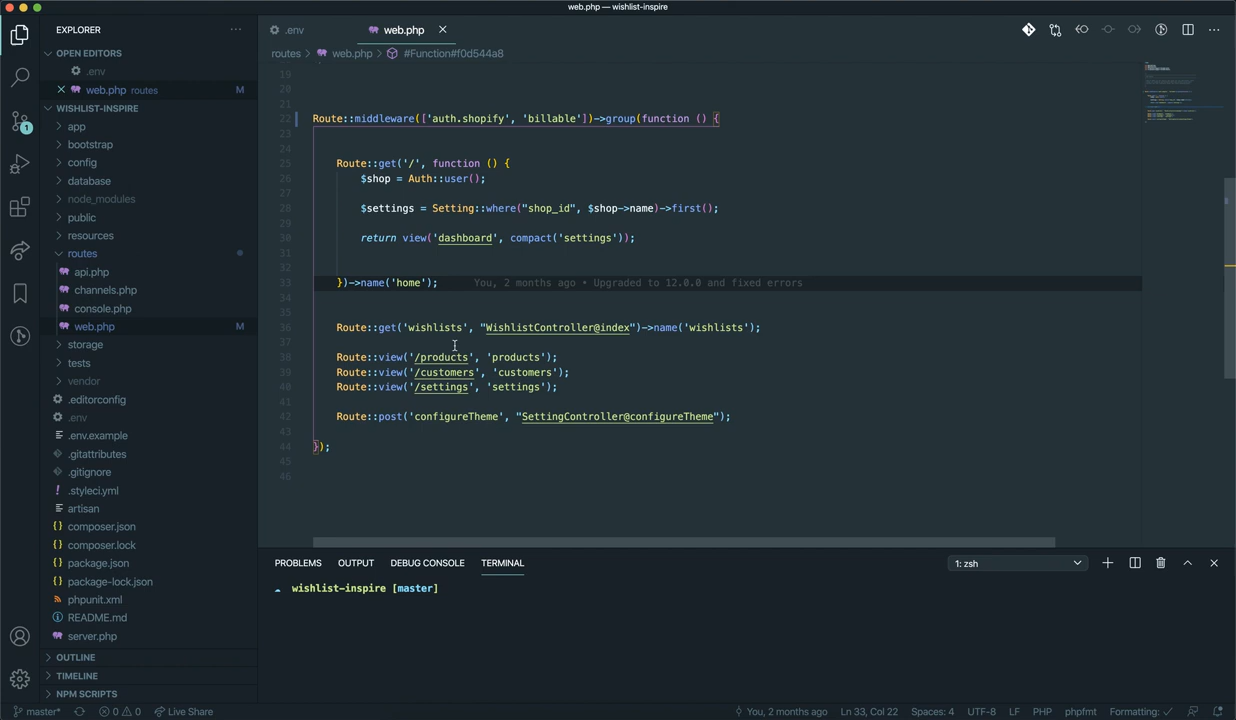 web.php — wishlist-inspire
EXPLORER
OPEN EDITORS
.env
web.php routes M
WISHLIST-INSPIRE
app
bootstrap
config
database
node_modules
public
resources
routes
api.php
channels.php
console.php
web.php M
storage
tests
vendor
.editorconfig
.env
.env.example
.gitattributes
.gitignore
.styleci.yml
artisan
composer.json
composer.lock
package.json
package-lock.json
phpunit.xml
README.md
server.php
OUTLINE
TIMELINE
NPM SCRIPTS
1
.env
web.php
routes > web.php > #Function#f0d544a8
19
20
21
22 Route::middleware(['auth.shopify', 'billable'])->group(function () {
23
24
25 Route::get('/', function () {
26 $shop = Auth::user();
27
28 $settings = Setting::where("shop_id", $shop->name)->first();
29
30 return view('dashboard', compact('settings'));
31
32
33 })->name('home'); You, 2 months ago • Upgraded to 12.0.0 and fixed errors
34
35
36 Route::get('wishlists', "WishlistController@index")->name('wishlists');
37
38 Route::view('/products', 'products');
39 Route::view('/customers', 'customers');
40 Route::view('/settings', 'settings');
41
42 Route::post('configureTheme', "SettingController@configureTheme");
43
44 });
45
46
PROBLEMS OUTPUT DEBUG CONSOLE TERMINAL
1: zsh
wishlist-inspire [master]
master* 0 0 Live Share
You, 2 months ago Ln 33, Col 22 Spaces: 4 UTF-8 LF PHP phpfmt Formatting: ✓